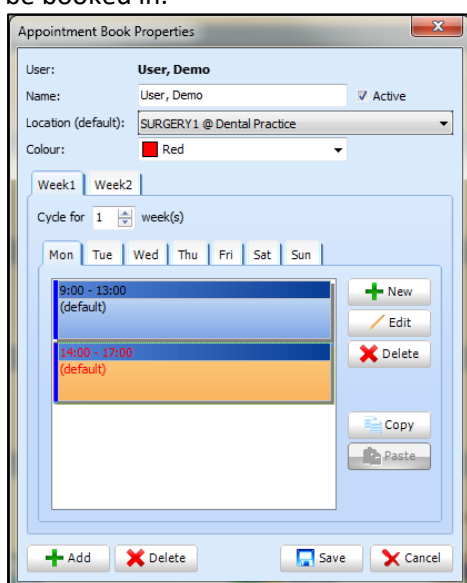 be booked in.
Appointment Book Properties
User: User, Demo
Name: User, Demo Active
Location (default): SURGERY1 @ Dental Practice
Colour: Red
Week1 Week2
Cycle for 1 week(s)
Mon Tue Wed Thu Fri Sat Sun
9:00 - 13:00
(default)
New
Edit
14:00 - 17:00
(default)
Delete
Copy
Paste
Add Delete Save Cancel